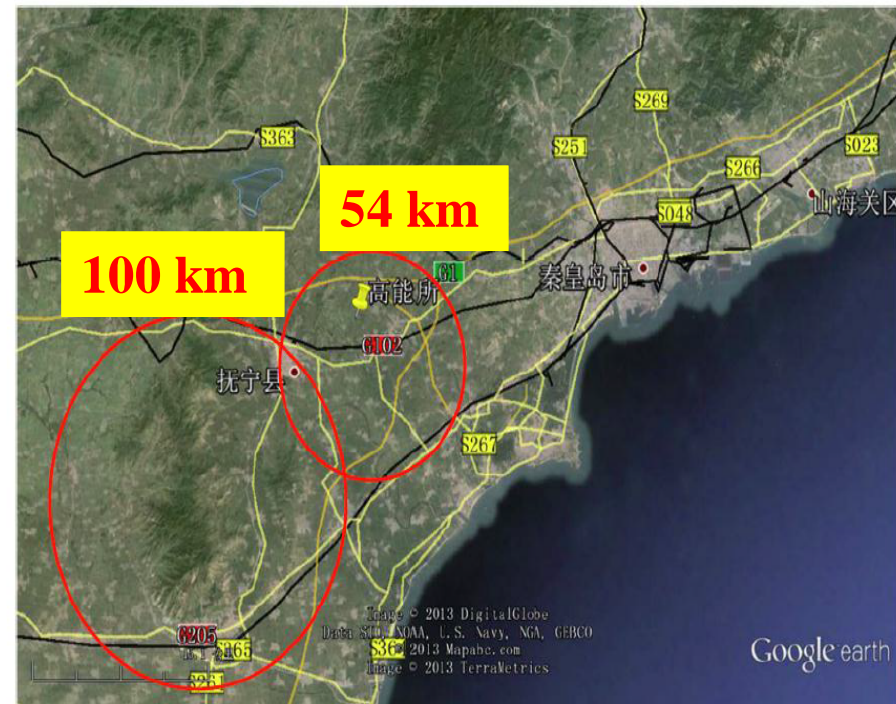 S269
S363
S251
S023
S266
54 km
S048
山海关区
100 km
G1
秦皇岛市
高能所
G102
抚宁县
S267
Image © 2013 DigitalGlobe
Data SIO, NOAA, U.S. Navy, NGA, GEBCO
© 2013 Mapabc.com
Image © 2013 TerraMetrics
G205
S265
Google earth
S261